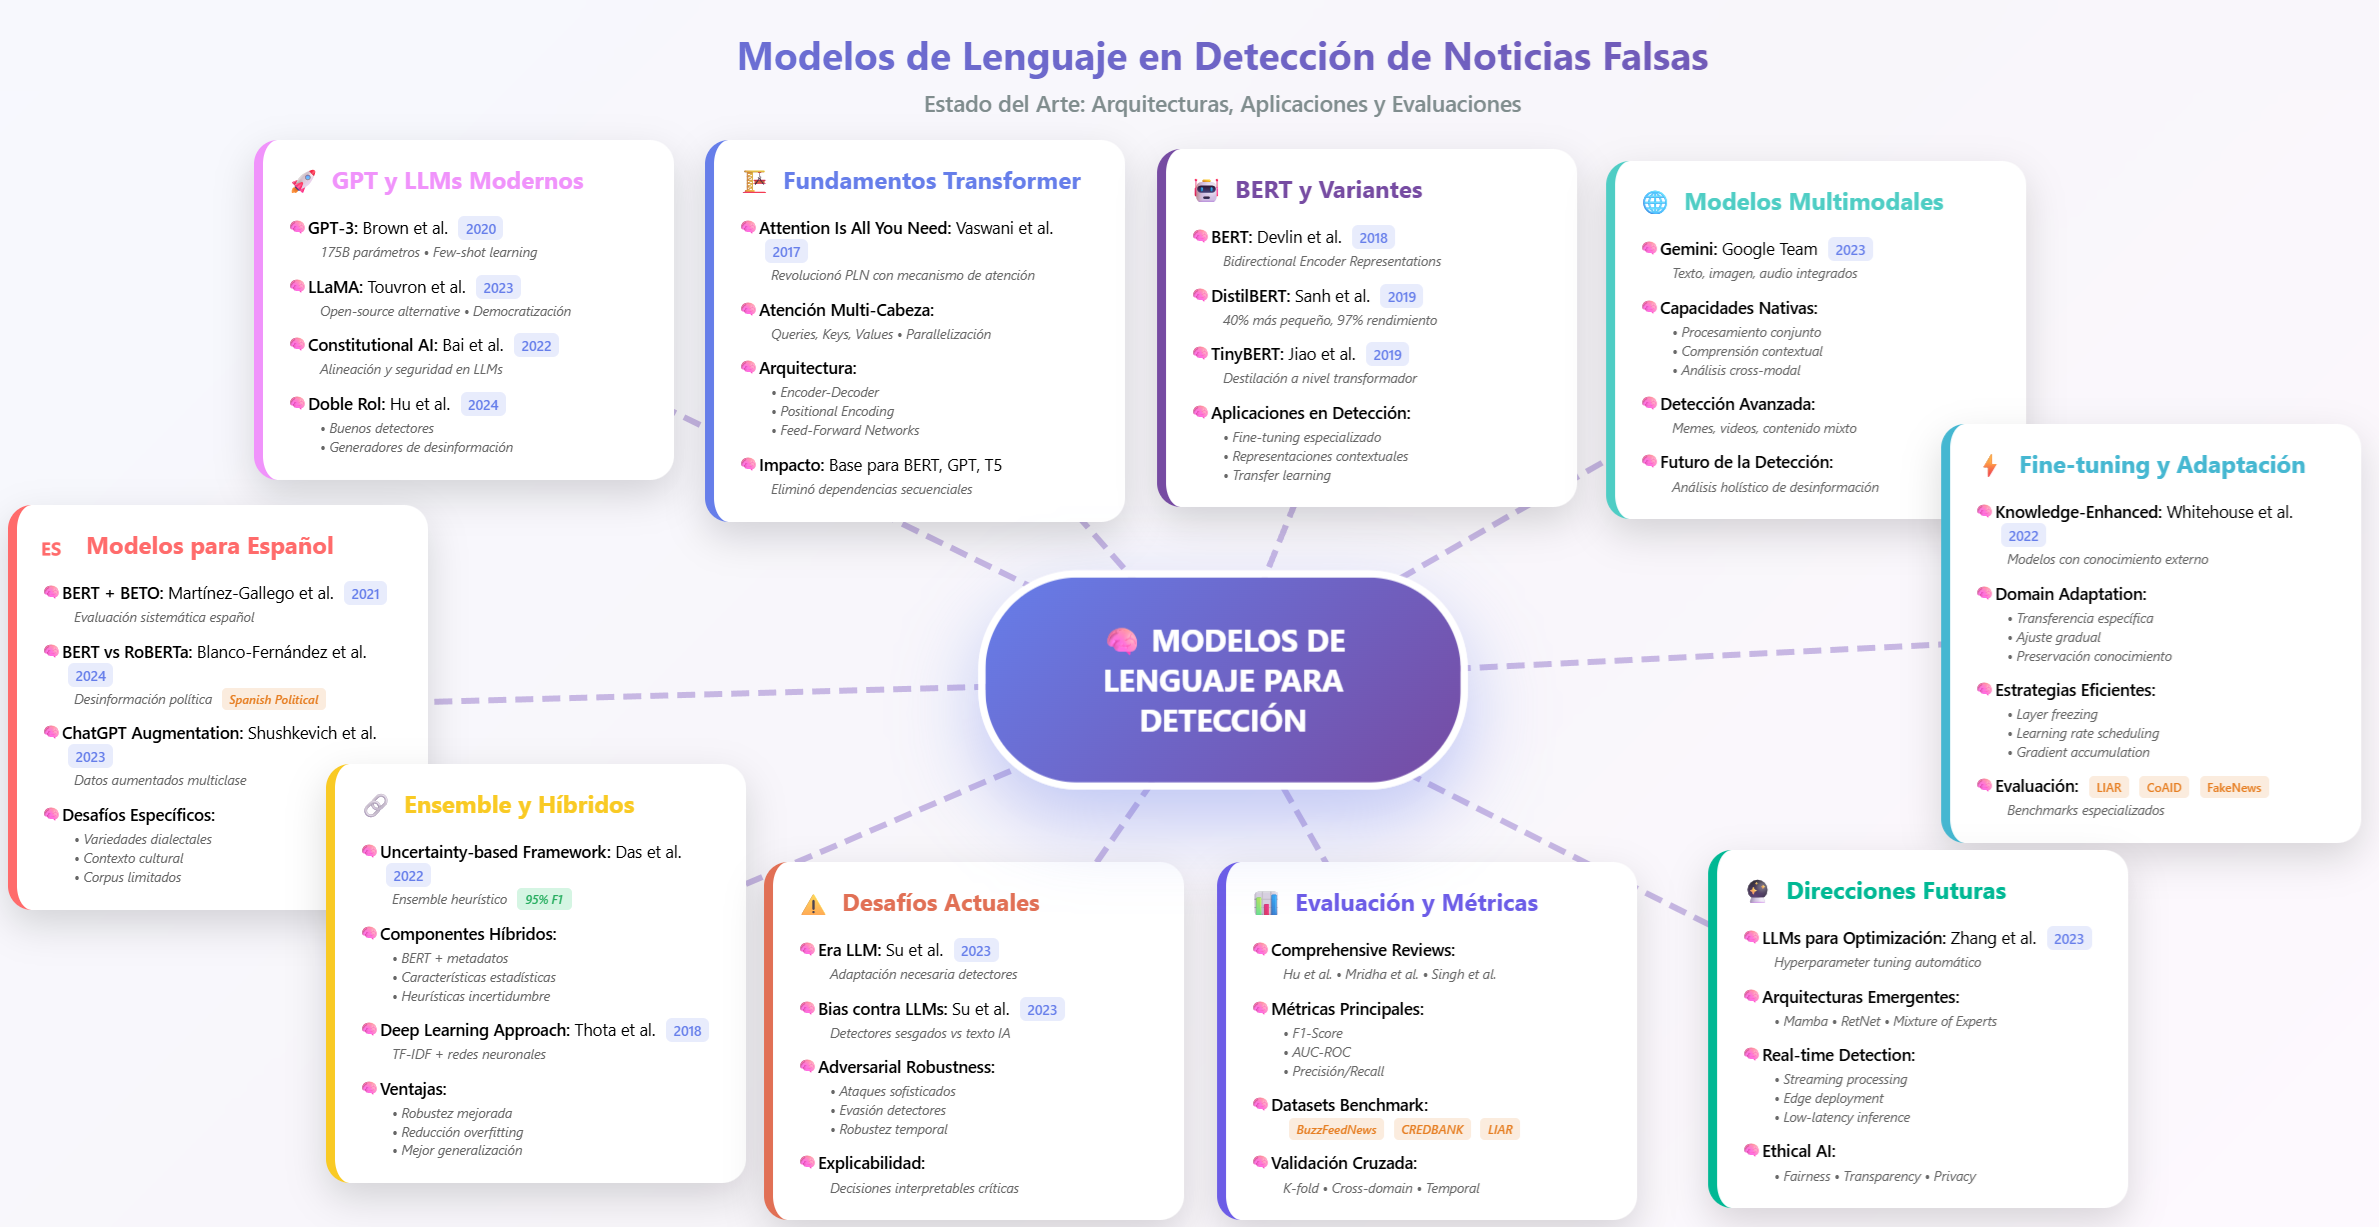 Modelos de Lenguaje en Detección de Noticias Falsas
Estado del Arte: Arquitecturas, Aplicaciones y Evaluaciones
GPT y LLMs Modernos
GPT-3: Brown et al. 2020
175B parámetros • Few-shot learning
LLaMA: Touvron et al. 2023
Open-source alternative • Democratización
Constitutional AI: Bai et al. 2022
Alineación y seguridad en LLMs
Doble Rol: Hu et al. 2024
• Buenos detectores
• Generadores de desinformación
Fundamentos Transformer
Attention Is All You Need: Vaswani et al.
2017
Revolucionó PLN con mecanismo de atención
Atención Multi-Cabeza:
Queries, Keys, Values • Parallelización
Arquitectura:
• Encoder-Decoder
• Positional Encoding
• Feed-Forward Networks
Impacto: Base para BERT, GPT, T5
Eliminó dependencias secuenciales
BERT y Variantes
BERT: Devlin et al. 2018
Bidirectional Encoder Representations
DistilBERT: Sanh et al. 2019
40% más pequeño, 97% rendimiento
TinyBERT: Jiao et al. 2019
Destilación a nivel transformador
Aplicaciones en Detección:
• Fine-tuning especializado
• Representaciones contextuales
• Transfer learning
Modelos Multimodales
Gemini: Google Team 2023
Texto, imagen, audio integrados
Capacidades Nativas:
• Procesamiento conjunto
• Comprensión contextual
• Análisis cross-modal
Detección Avanzada:
Memes, videos, contenido mixto
Futuro de la Detección:
Análisis holístico de desinformación
Fine-tuning y Adaptación
Knowledge-Enhanced: Whitehouse et al.
2022
Modelos con conocimiento externo
Domain Adaptation:
• Transferencia específica
• Ajuste gradual
• Preservación conocimiento
Estrategias Eficientes:
• Layer freezing
• Learning rate scheduling
• Gradient accumulation
Evaluación: LIAR CoAID FakeNews
Benchmarks especializados
ES Modelos para Español
BERT + BETO: Martínez-Gallego et al. 2021
Evaluación sistemática español
BERT vs RoBERTa: Blanco-Fernández et al.
2024
Desinformación política Spanish Political
ChatGPT Augmentation: Shushkevich et al.
2023
Datos aumentados multiclase
Desafíos Específicos:
• Variedades dialectales
• Contexto cultural
• Corpus limitados
MODELOS DE
LENGUAJE PARA
DETECCIÓN
Ensemble y Híbridos
Uncertainty-based Framework: Das et al.
2022
Ensemble heurístico 95% F1
Componentes Híbridos:
• BERT + metadatos
• Características estadísticas
• Heurísticas incertidumbre
Deep Learning Approach: Thota et al. 2018
TF-IDF + redes neuronales
Ventajas:
• Robustez mejorada
• Reducción overfitting
• Mejor generalización
Desafíos Actuales
Era LLM: Su et al. 2023
Adaptación necesaria detectores
Bias contra LLMs: Su et al. 2023
Detectores sesgados vs texto IA
Adversarial Robustness:
• Ataques sofisticados
• Evasión detectores
• Robustez temporal
Explicabilidad:
Decisiones interpretables críticas
Evaluación y Métricas
Comprehensive Reviews:
Hu et al. • Mridha et al. • Singh et al.
Métricas Principales:
• F1-Score
• AUC-ROC
• Precisión/Recall
Datasets Benchmark:
BuzzFeedNews CREDBANK LIAR
Validación Cruzada:
K-fold • Cross-domain • Temporal
Direcciones Futuras
LLMs para Optimización: Zhang et al. 2023
Hyperparameter tuning automático
Arquitecturas Emergentes:
• Mamba • RetNet • Mixture of Experts
Real-time Detection:
• Streaming processing
• Edge deployment
• Low-latency inference
Ethical AI:
• Fairness • Transparency • Privacy